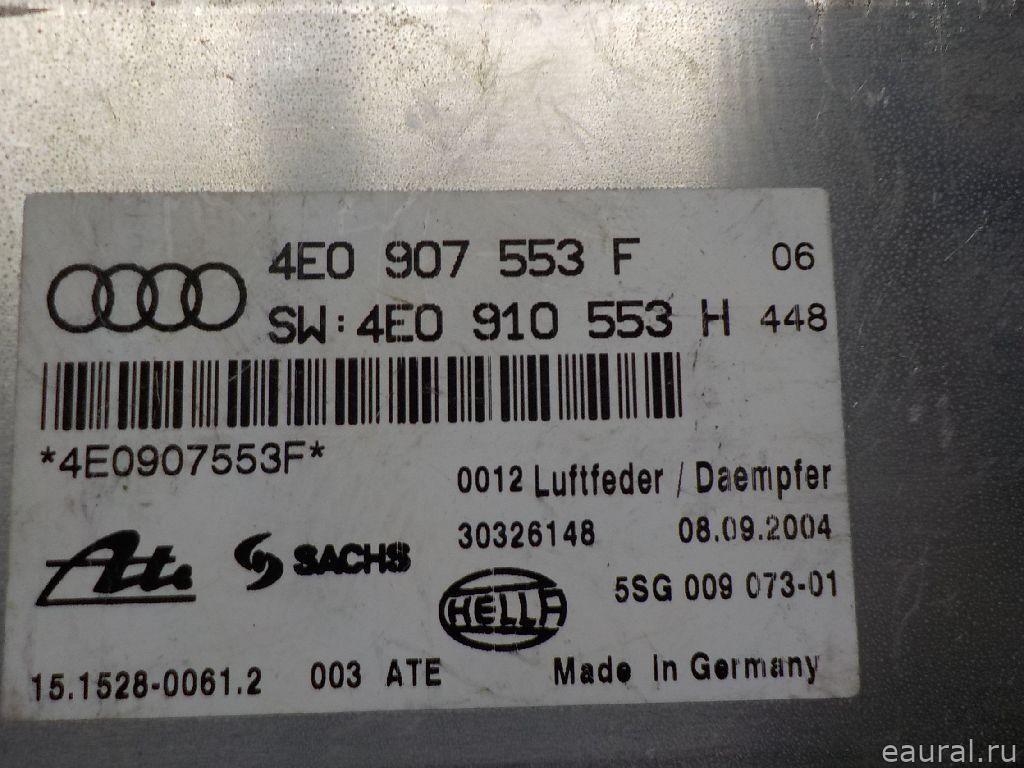 4E0 907 553 F 06
SW: 4E0 910 553 H 448
*4E0907553F*
0012 Luftfeder / Daempfer
30326148 08.09.2004
Ate SACHS
HELLA 5SG 009 073-01
15.1528-0061.2 003 ATE Made In Germany
eaural.ru